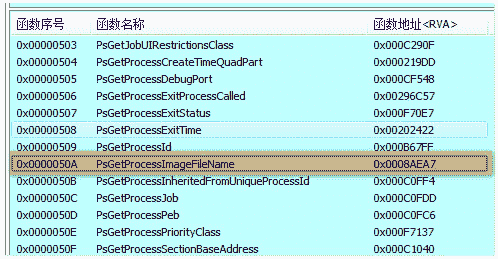 函数序号 函数名称 函数地址<RVA>
0x00000503 PsGetJobUIRestrictionsClass 0x000C290F
0x00000504 PsGetProcessCreateTimeQuadPart 0x000219DD
0x00000505 PsGetProcessDebugPort 0x000CF548
0x00000506 PsGetProcessExitProcessCalled 0x00296C57
0x00000507 PsGetProcessExitStatus 0x000F70E7
0x00000508 PsGetProcessExitTime 0x00202422
0x00000509 PsGetProcessId 0x000B67FF
0x0000050A PsGetProcessImageFileName 0x0008AEA7
0x0000050B PsGetProcessInheritedFromUniqueProcessId 0x000C0FF4
0x0000050C PsGetProcessJob 0x000C0FDD
0x0000050D PsGetProcessPeb 0x000C0FC6
0x0000050E PsGetProcessPriorityClass 0x000F7137
0x0000050F PsGetProcessSectionBaseAddress 0x000C1040